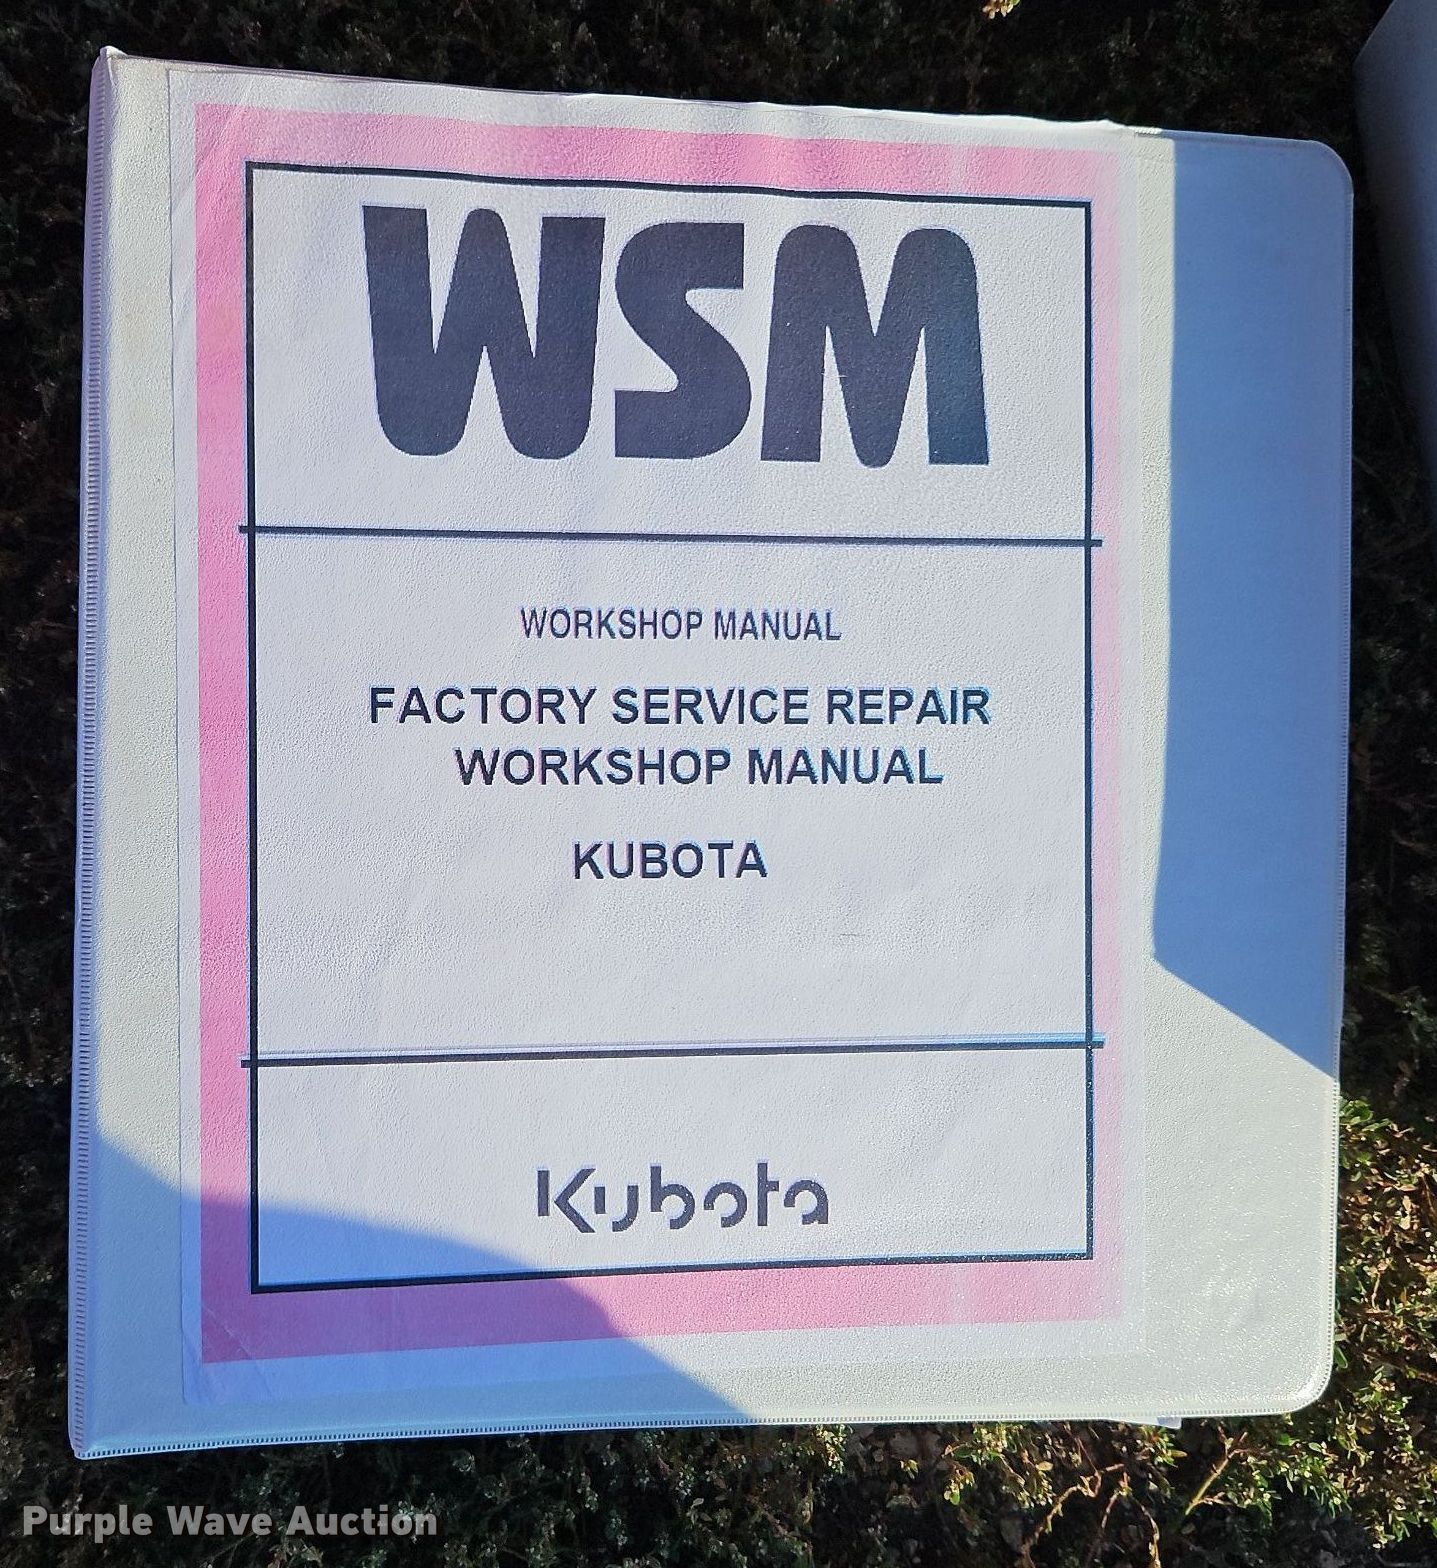 WSM
WORKSHOP MANUAL
FACTORY SERVICE REPAIR
WORKSHOP MANUAL
KUBOTA
Kubota
Purple Wave Auction